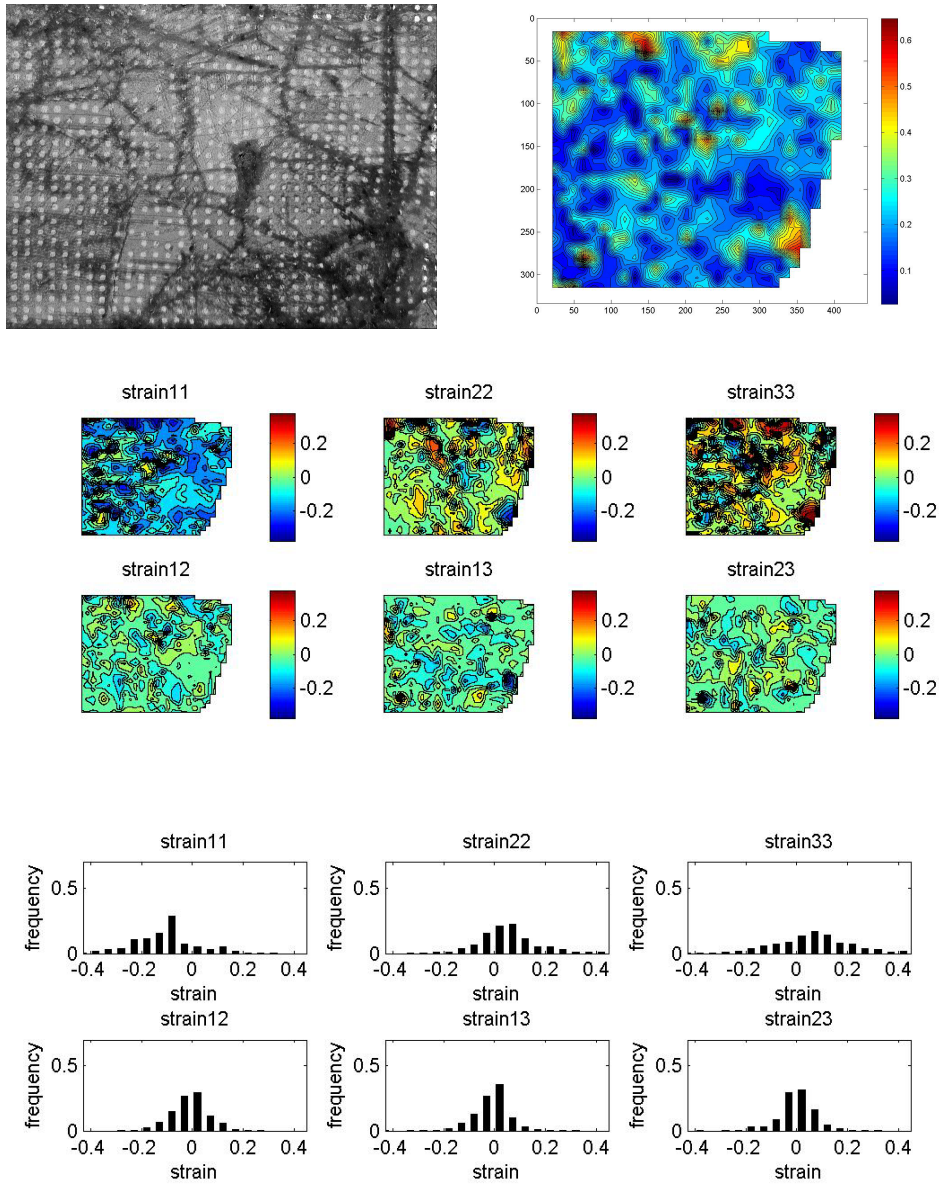 0
50
100
150
200
250
300
0 50 100 150 200 250 300 350 400
0.6
0.5
0.4
0.3
0.2
0.1
strain11 strain22 strain33
0.2 0.2 0.2
0 0 0
-0.2 -0.2 -0.2
strain12 strain13 strain23
0.2 0.2 0.2
0 0 0
-0.2 -0.2 -0.2
strain11 strain22 strain33
frequency frequency frequency
0.5 0.5 0.5
0 0 0
-0.4 -0.2 0 0.2 0.4 -0.4 -0.2 0 0.2 0.4 -0.4 -0.2 0 0.2 0.4
strain strain strain
strain12 strain13 strain23
frequency frequency frequency
0.5 0.5 0.5
0 0 0
-0.4 -0.2 0 0.2 0.4 -0.4 -0.2 0 0.2 0.4 -0.4 -0.2 0 0.2 0.4
strain strain strain